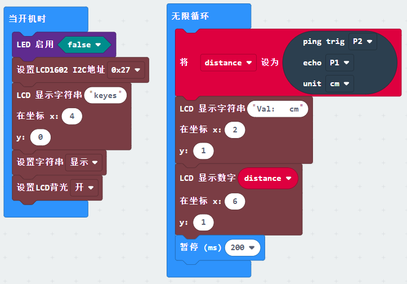 当开机时
LED 启用 false
设置LCD1602 I2C地址 0x27
LCD 显示字符串 "keyes"
在坐标 x: 4
y: 0
设置字符串 显示
设置LCD背光 开
无限循环
将 distance 设为 ping trig P2
echo P1
unit cm
LCD 显示字符串 "Val:   cm"
在坐标 x: 2
y: 1
LCD 显示数字 distance
在坐标 x: 6
y: 1
暂停 (ms) 200